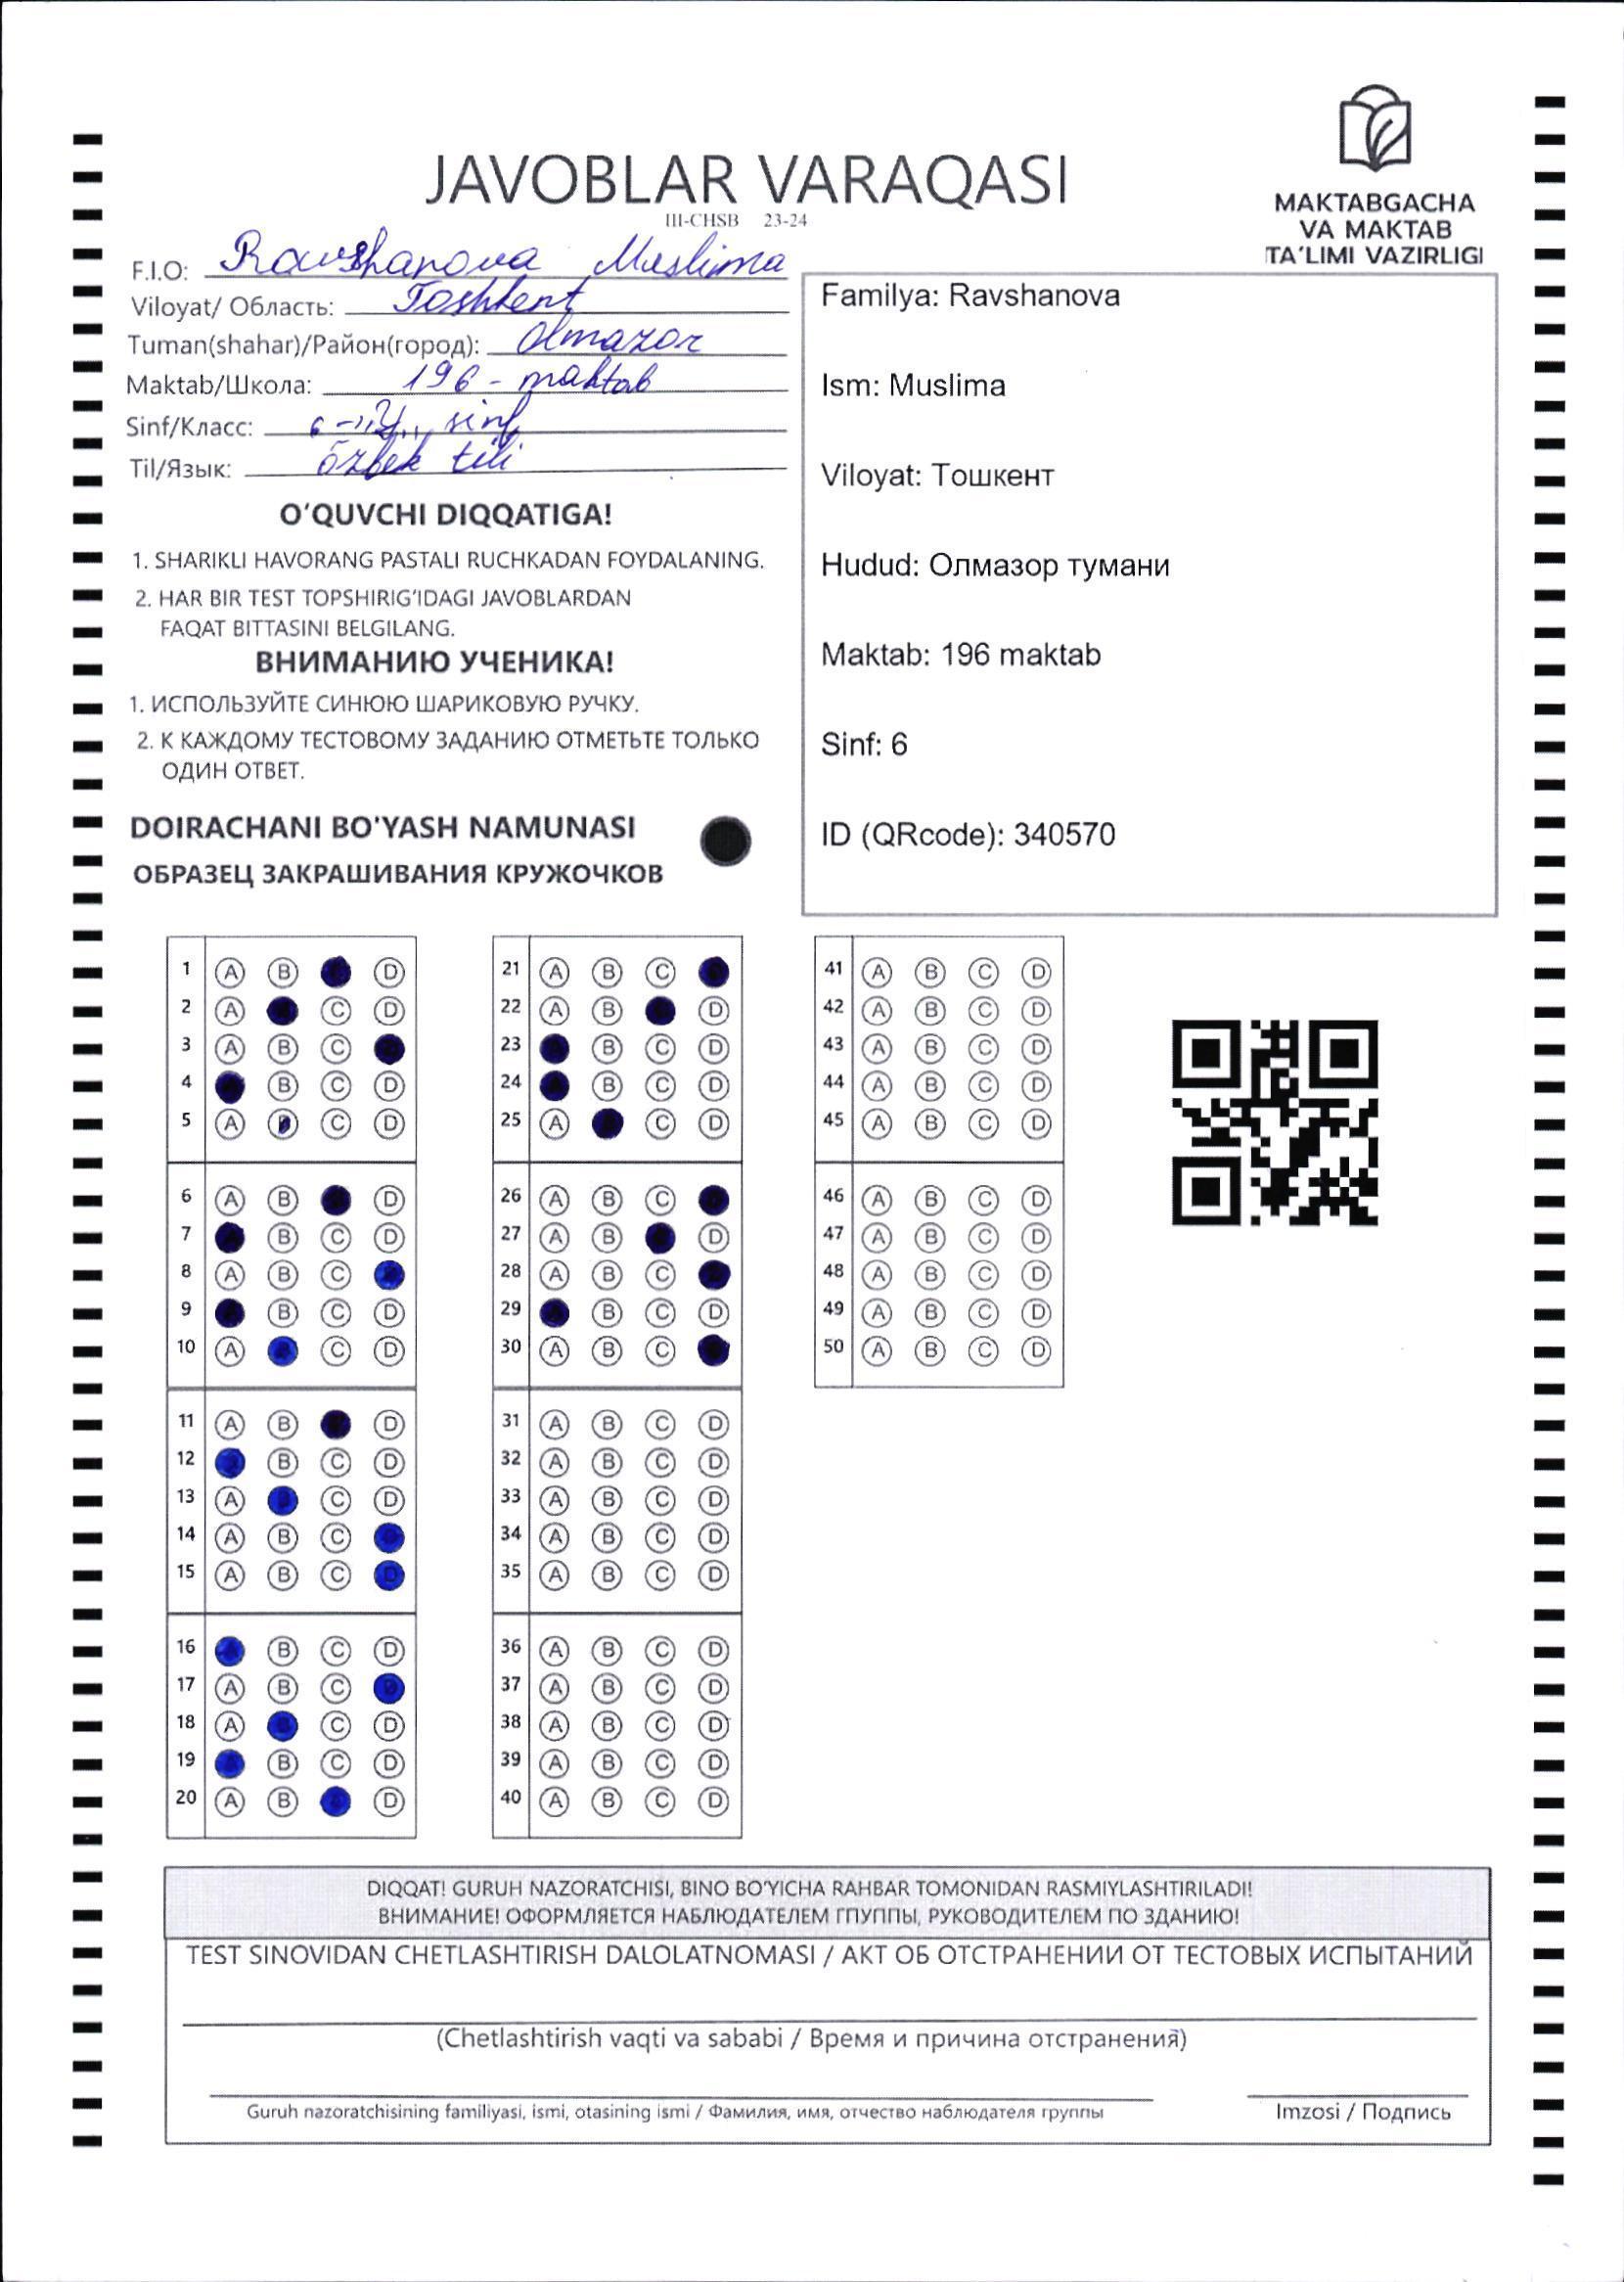 JAVOBLAR VARAQASI
III-CHSB 23-24
MAKTABGACHA
VA MAKTAB
TA'LIMI VAZIRLIGI
F.I.O: Ravshanova Muslima
Viloyat/ Область: Toshkent
Tuman(shahar)/Район(город): Olmazor
Maktab/Школа: 196 - maktab
Sinf/Класс: 6 - sinf
Til/Язык: õzbek tili
O'QUVCHI DIQQATIGA!
1. SHARIKLI HAVORANG PASTALI RUCHKADAN FOYDALANING.
2. HAR BIR TEST TOPSHIRIG'IDAGI JAVOBLARDAN
FAQAT BITTASINI BELGILANG.
ВНИМАНИЮ УЧЕНИКА!
1. ИСПОЛЬЗУЙТЕ СИНЮЮ ШАРИКОВУЮ РУЧКУ.
2. К КАЖДОМУ ТЕСТОВОМУ ЗАДАНИЮ ОТМЕТЬТЕ ТОЛЬКО
ОДИН ОТВЕТ.
DOIRACHANI BO'YASH NAMUNASI
ОБРАЗЕЦ ЗАКРАШИВАНИЯ КРУЖОЧКОВ
Familya: Ravshanova
Ism: Muslima
Viloyat: Тошкент
Hudud: Олмазор тумани
Maktab: 196 maktab
Sinf: 6
ID (QRcode): 340570
1 A B D
2 A C D
3 A B C
4 B C D
5 A B C D
6 A B D
7 B C D
8 A B C
9 B C D
10 A C D
11 A B D
12 B C D
13 A B C D
14 A B C
15 A B C D
16 B C D
17 A B C D
18 A C D
19 B C D
20 A B D
21 A B C
22 A B D
23 B C D
24 B C D
25 A C D
26 A B C
27 A B D
28 A B C
29 B C D
30 A B C
31 A B C D
32 A B C D
33 A B C D
34 A B C D
35 A B C D
36 A B C D
37 A B C D
38 A B C D
39 A B C D
40 A B C D
41 A B C D
42 A B C D
43 A B C D
44 A B C D
45 A B C D
46 A B C D
47 A B C D
48 A B C D
49 A B C D
50 A B C D
DIQQAT! GURUH NAZORATCHISI, BINO BO'YICHA RAHBAR TOMONIDAN RASMIYLASHTIRILADI!
ВНИМАНИЕ! ОФОРМЛЯЕТСЯ НАБЛЮДАТЕЛЕМ ГПУППЫ, РУКОВОДИТЕЛЕМ ПО ЗДАНИЮ!
TEST SINOVIDAN CHETLASHTIRISH DALOLATNOMASI / АКТ ОБ ОТСТРАНЕНИИ ОТ ТЕСТОВЫХ ИСПЫТАНИЙ
(Chetlashtirish vaqti va sababi / Время и причина отстранения)
Guruh nazoratchisining familiyasi, ismi, otasining ismi / Фамилия, имя, отчество наблюдателя группы
Imzosi / Подпись